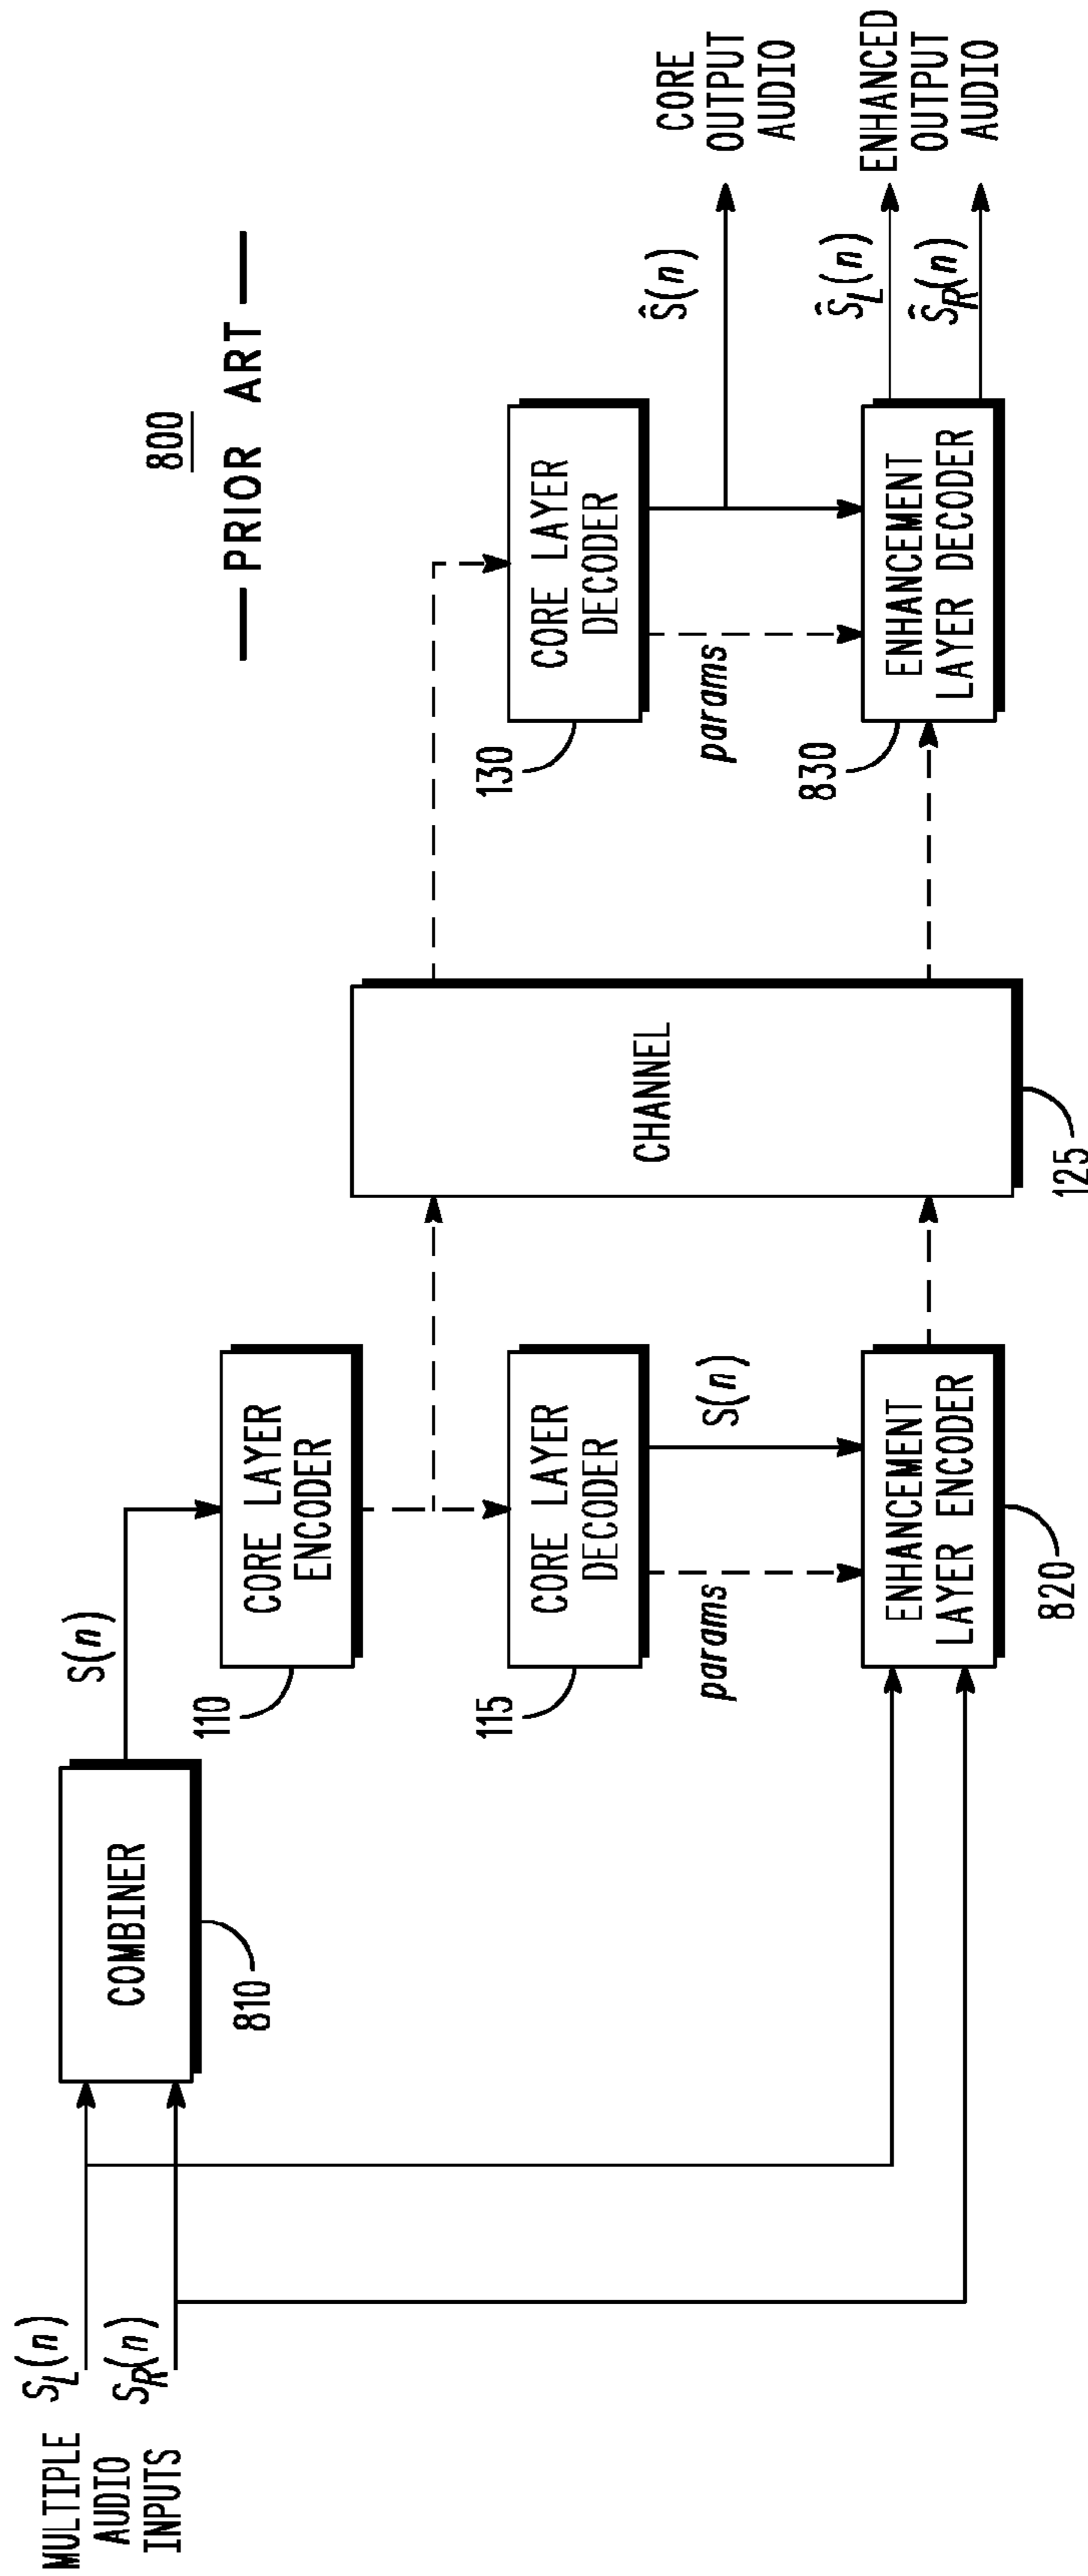 800
— PRIOR ART —
MULTIPLE
AUDIO
INPUTS
S_L(n)
S_R(n)
COMBINER
810
S(n)
CORE LAYER
ENCODER
110
CORE LAYER
DECODER
115
params
S(n)
ENHANCEMENT
LAYER ENCODER
820
CHANNEL
125
CORE LAYER
DECODER
130
params
ENHANCEMENT
LAYER DECODER
830
Ŝ(n)
Ŝ_L(n)
Ŝ_R(n)
CORE
OUTPUT
AUDIO
ENHANCED
OUTPUT
AUDIO